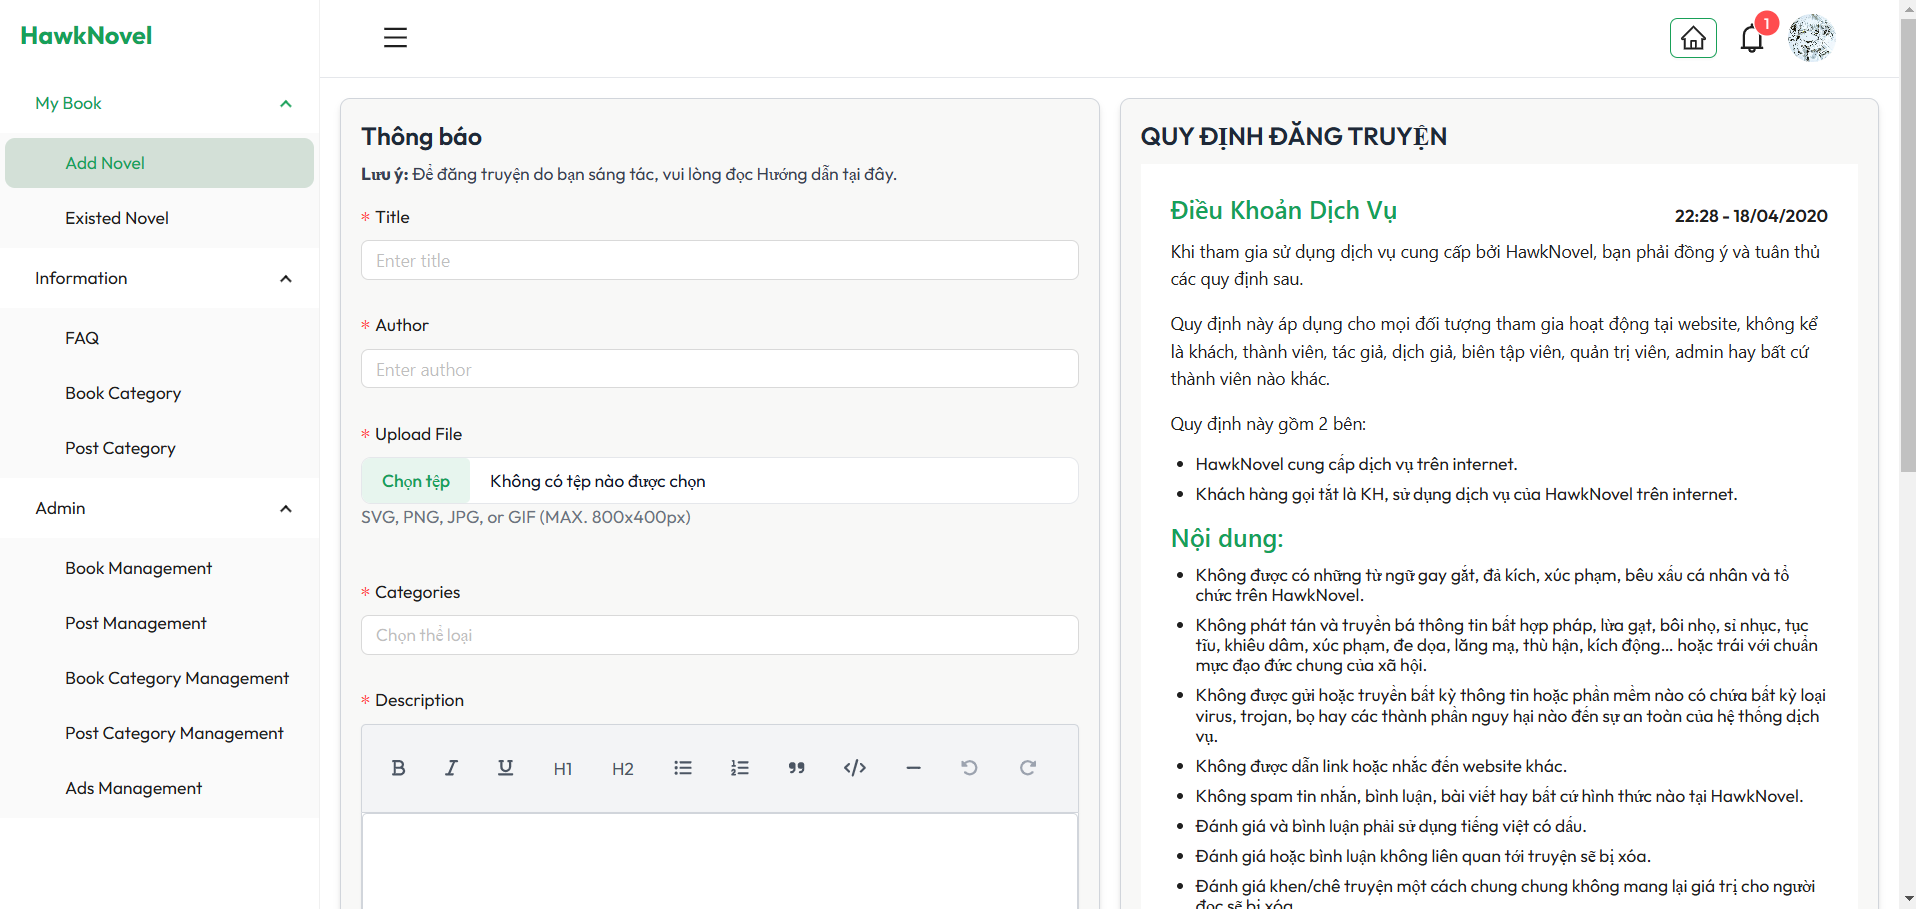 HawkNovel
1
My Book
Add Novel
Existed Novel
Information
FAQ
Book Category
Post Category
Admin
Book Management
Post Management
Book Category Management
Post Category Management
Ads Management
Thông báo
Lưu ý: Để đăng truyện do bạn sáng tác, vui lòng đọc Hướng dẫn tại đây.
* Title
Enter title
* Author
Enter author
* Upload File
Chọn tệp Không có tệp nào được chọn
SVG, PNG, JPG, or GIF (MAX. 800x400px)
* Categories
Chọn thể loại
* Description
B I U H1 H2
QUY ĐỊNH ĐĂNG TRUYỆN
Điều Khoản Dịch Vụ
22:28 - 18/04/2020
Khi tham gia sử dụng dịch vụ cung cấp bởi HawkNovel, bạn phải đồng ý và tuân thủ
các quy định sau.
Quy định này áp dụng cho mọi đối tượng tham gia hoạt động tại website, không kể
là khách, thành viên, tác giả, dịch giả, biên tập viên, quản trị viên, admin hay bất cứ
thành viên nào khác.
Quy định này gồm 2 bên:
• HawkNovel cung cấp dịch vụ trên internet.
• Khách hàng gọi tắt là KH, sử dụng dịch vụ của HawkNovel trên internet.
Nội dung:
• Không được có những từ ngữ gay gắt, đả kích, xúc phạm, bêu xấu cá nhân và tổ
chức trên HawkNovel.
• Không phát tán và truyền bá thông tin bất hợp pháp, lừa gạt, bôi nhọ, sỉ nhục, tục
tĩu, khiêu dâm, xúc phạm, đe dọa, lăng mạ, thù hận, kích động... hoặc trái với chuẩn
mực đạo đức chung của xã hội.
• Không được gửi hoặc truyền bất kỳ thông tin hoặc phần mềm nào có chứa bất kỳ loại
virus, trojan, bọ hay các thành phần nguy hại nào đến sự an toàn của hệ thống dịch
vụ.
• Không được dẫn link hoặc nhắc đến website khác.
• Không spam tin nhắn, bình luận, bài viết hay bất cứ hình thức nào tại HawkNovel.
• Đánh giá và bình luận phải sử dụng tiếng việt có dấu.
• Đánh giá hoặc bình luận không liên quan tới truyện sẽ bị xóa.
• Đánh giá khen/chê truyện một cách chung chung không mang lại giá trị cho người
đọc sẽ bị xóa